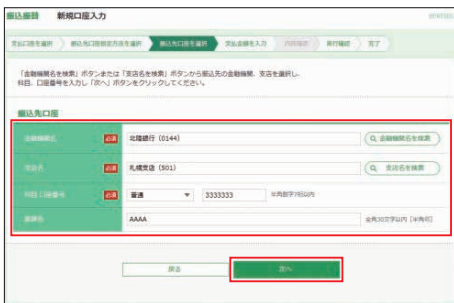 振込振替 新規口座入力
支払口座を選択 振込先口座指定方法を選択 振込先口座を選択 支払金額を入力 内容確認 実行確認 完了
「金融機関名を検索」ボタンまたは「支店名を検索」ボタンから振込先の金融機関、支店を選択し、
科目、口座番号を入力し「次へ」ボタンをクリックしてください。
振込先口座
金融機関名 必須 北陸銀行 (0144) 金融機関名を検索
支店名 必須 札幌支店 (501) 支店名を検索
科目 口座番号 必須 普通 3333333 半角数字7桁以内
登録名 AAAA 全角30文字以内 [半角可]
戻る 次へ